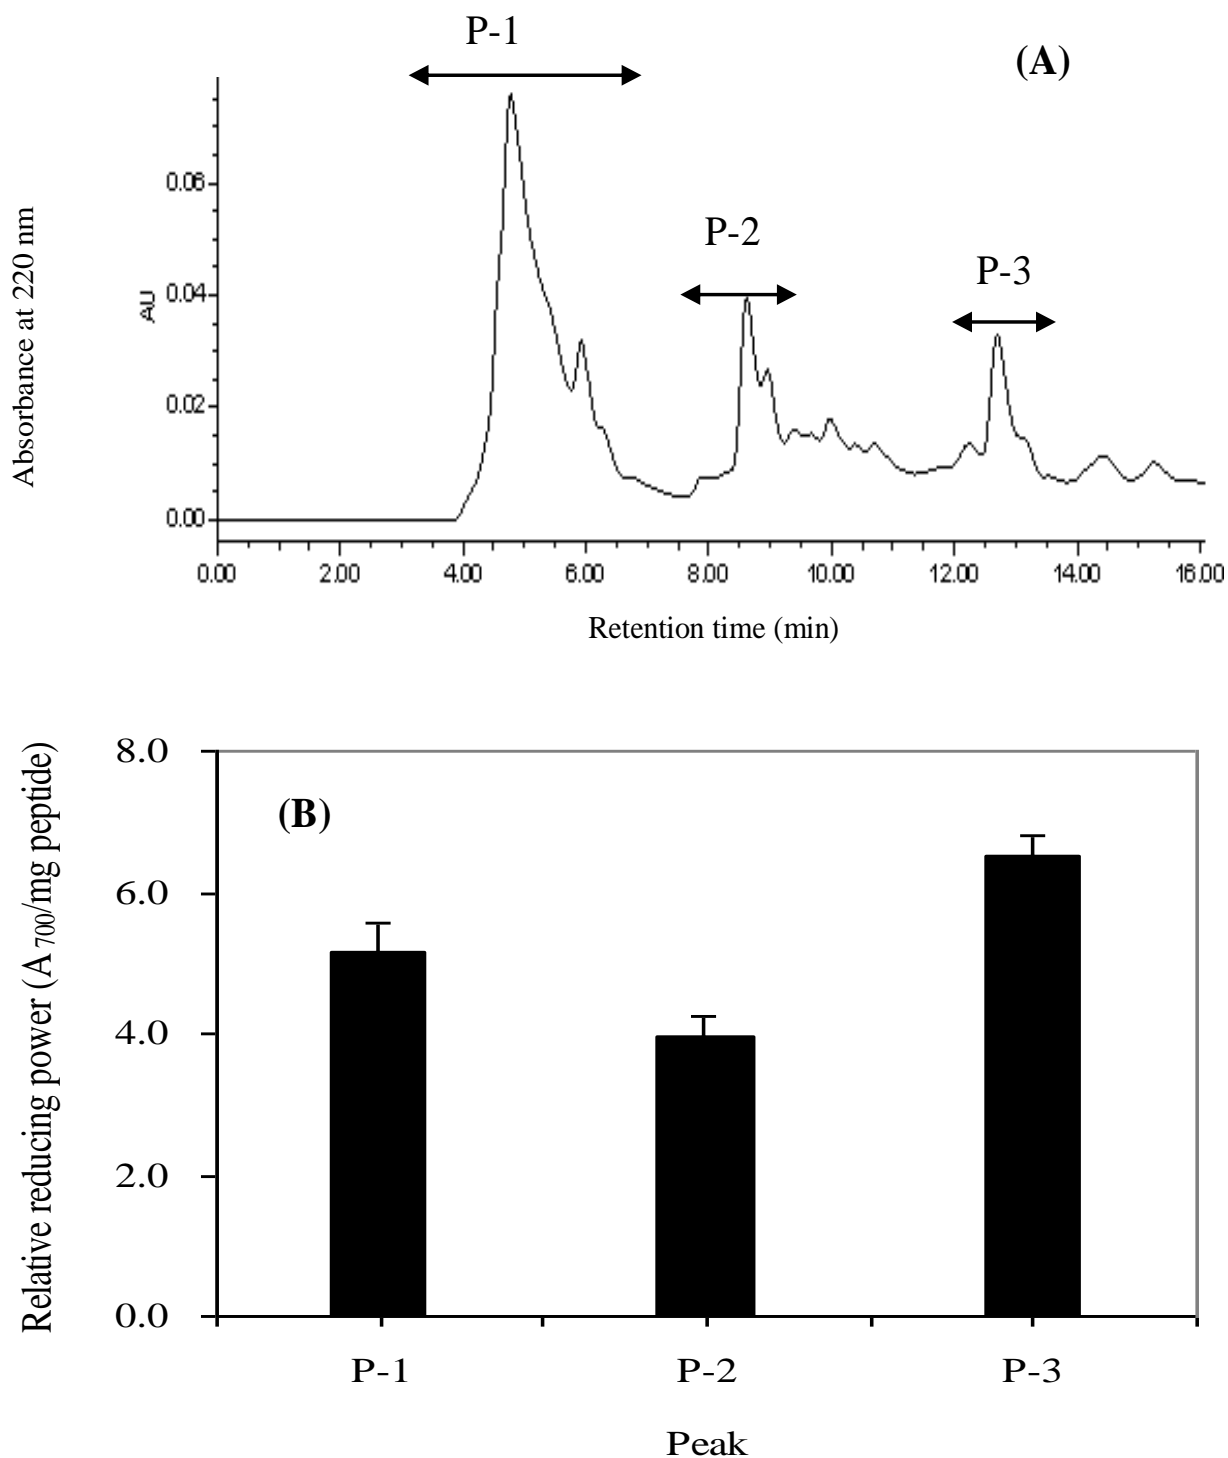 P-1
(A)
P-2
P-3
Absorbance at 220 nm
AU
0.06
0.04
0.02
0.00
0.00 2.00 4.00 6.00 8.00 10.00 12.00 14.00 16.00
Retention time (min)
Relative reducing power (A 700/mg peptide)
(B)
8.0
6.0
4.0
2.0
0.0
P-1 P-2 P-3
Peak